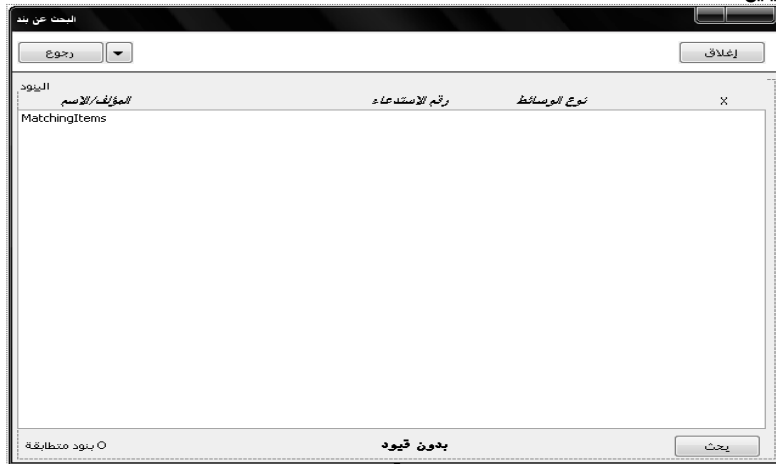 البحث عن بند
رجوع
إغلاق
البنود
المؤلف/الاسم
رقم الاستدعاء
نوع الوسائط
X
MatchingItems
0 بنود متطابقة
بدون قيود
بحث